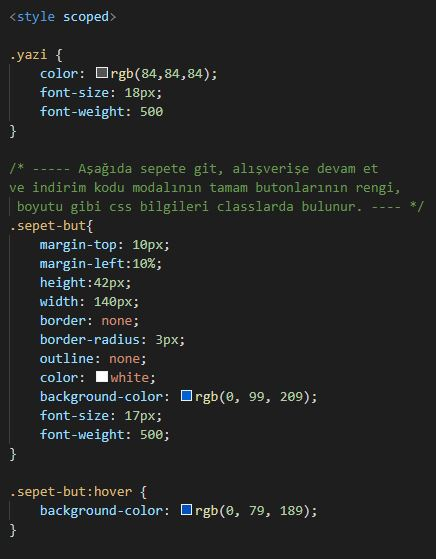 <style scoped>
.yazi {
color: rgb(84,84,84);
font-size: 18px;
font-weight: 500
}
/* ----- Aşağıda sepete git, alışverişe devam et
ve indirim kodu modalının tamam butonlarının rengi,
boyutu gibi css bilgileri classlarda bulunur. ---- */
.sepet-but{
margin-top: 10px;
margin-left:10%;
height:42px;
width: 140px;
border: none;
border-radius: 3px;
outline: none;
color: white;
background-color: rgb(0, 99, 209);
font-size: 17px;
font-weight: 500;
}
.sepet-but:hover {
background-color: rgb(0, 79, 189);
}